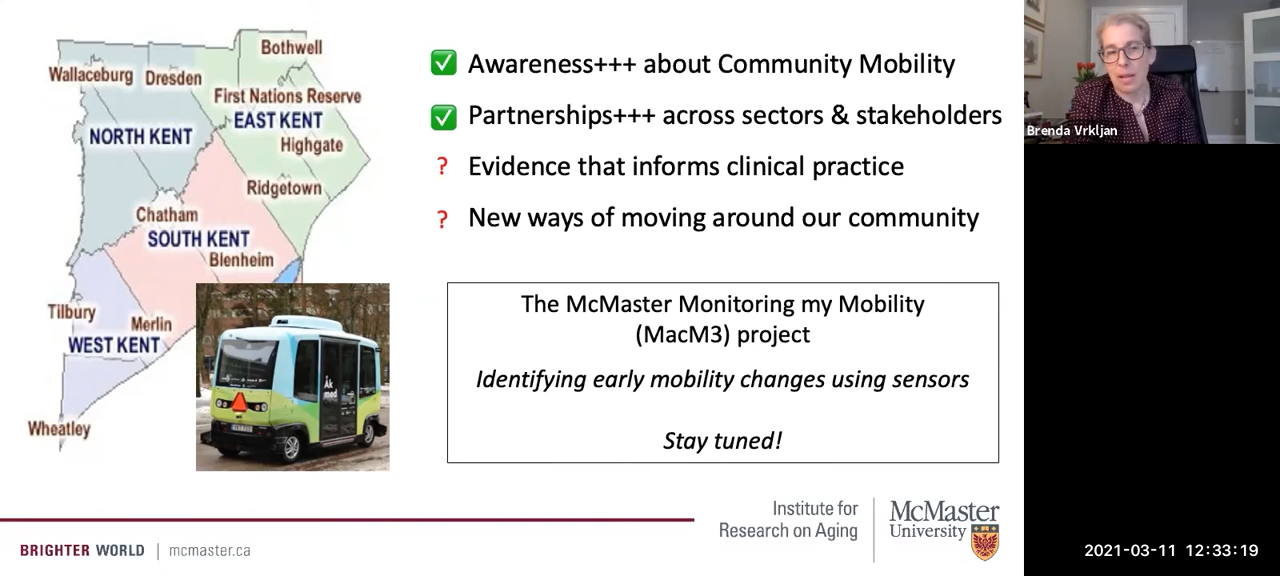 Bothwell
Wallaceburg
Dresden
First Nations Reserve
EAST KENT
NORTH KENT
Highgate
Ridgetown
Chatham
SOUTH KENT
Blenheim
Tilbury
Merlin
WEST KENT
Wheatley
Åk
med
Awareness+++ about Community Mobility
Partnerships+++ across sectors & stakeholders
? Evidence that informs clinical practice
? New ways of moving around our community
The McMaster Monitoring my Mobility
(MacM3) project
Identifying early mobility changes using sensors
Stay tuned!
Institute for
Research on Aging
McMaster
University
BRIGHTER WORLD | mcmaster.ca
Brenda Vrkljan
2021-03-11 12:33:19